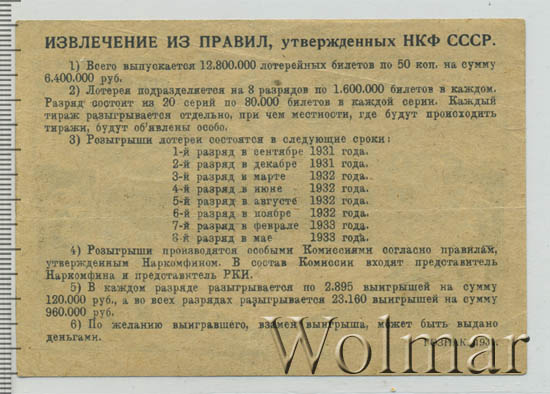 ИЗВЛЕЧЕНИЕ ИЗ ПРАВИЛ, утвержденных НКФ СССР.
1) Всего выпускается 12.800.000 лотерейных билетов по 50 коп. на сумму
6.400.000 руб.
2) Лотерея подразделяется на 8 разрядов по 1.600.000 билетов в каждом.
Разряд состоит из 20 серий по 80.000 билетов в каждой серии. Каждый
тираж разыгрывается отдельно, при чем местности, где будут происходить
тиражи, будут об'явлены особо.
3) Розыгрыши лотереи состоятся в следующие сроки:
1-й разряд в сентябре 1931 года.
2-й разряд в декабре 1931 года.
3-й разряд в марте 1932 года.
4-й разряд в июне 1932 года.
5-й разряд в августе 1932 года.
6-й разряд в ноябре 1932 года.
7-й разряд в феврале 1933 года.
8-й разряд в мае 1933 года.
4) Розыгрыши производятся особыми Комиссиями согласно правилам,
утвержденным Наркомфином. В состав Комиссии входят представитель
Наркомфина и представитель РКИ.
5) В каждом разряде разыгрывается по 2.895 выигрышей на сумму
120.000 руб., а во всех разрядах разыгрывается 23.160 выигрышей на сумму
960.000 руб.
6) По желанию выигравшего, взамен выигрыша, может быть выдано
деньгами.
Wolmar